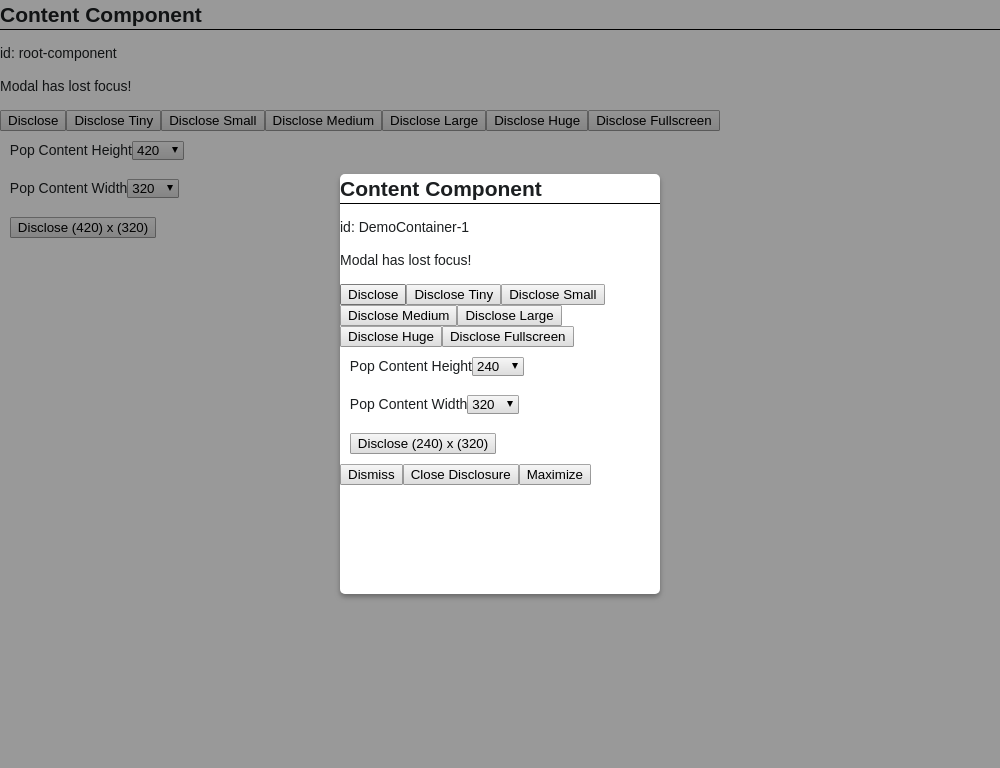 Content Component
id: root-component
Modal has lost focus!
Disclose Disclose Tiny Disclose Small Disclose Medium Disclose Large Disclose Huge Disclose Fullscreen
Pop Content Height 420
Pop Content Width 320
Disclose (420) x (320)
Content Component
id: DemoContainer-1
Modal has lost focus!
Disclose Disclose Tiny Disclose Small
Disclose Medium Disclose Large
Disclose Huge Disclose Fullscreen
Pop Content Height 240
Pop Content Width 320
Disclose (240) x (320)
Dismiss Close Disclosure Maximize